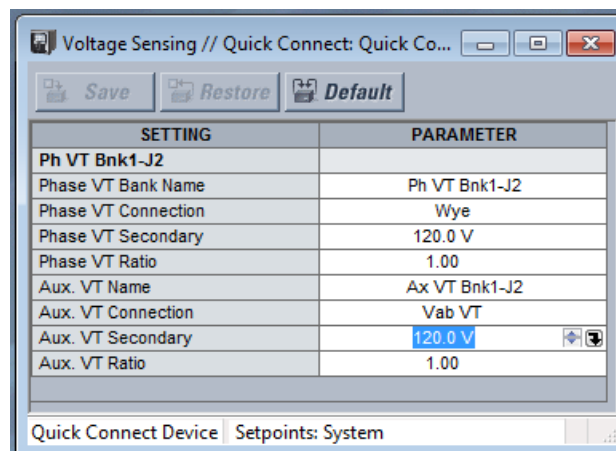 Voltage Sensing // Quick Connect: Quick Co...
Save Restore Default
SETTING PARAMETER
Ph VT Bnk1-J2
Phase VT Bank Name Ph VT Bnk1-J2
Phase VT Connection Wye
Phase VT Secondary 120.0 V
Phase VT Ratio 1.00
Aux. VT Name Ax VT Bnk1-J2
Aux. VT Connection Vab VT
Aux. VT Secondary 120.0 V
Aux. VT Ratio 1.00
Quick Connect Device Setpoints: System